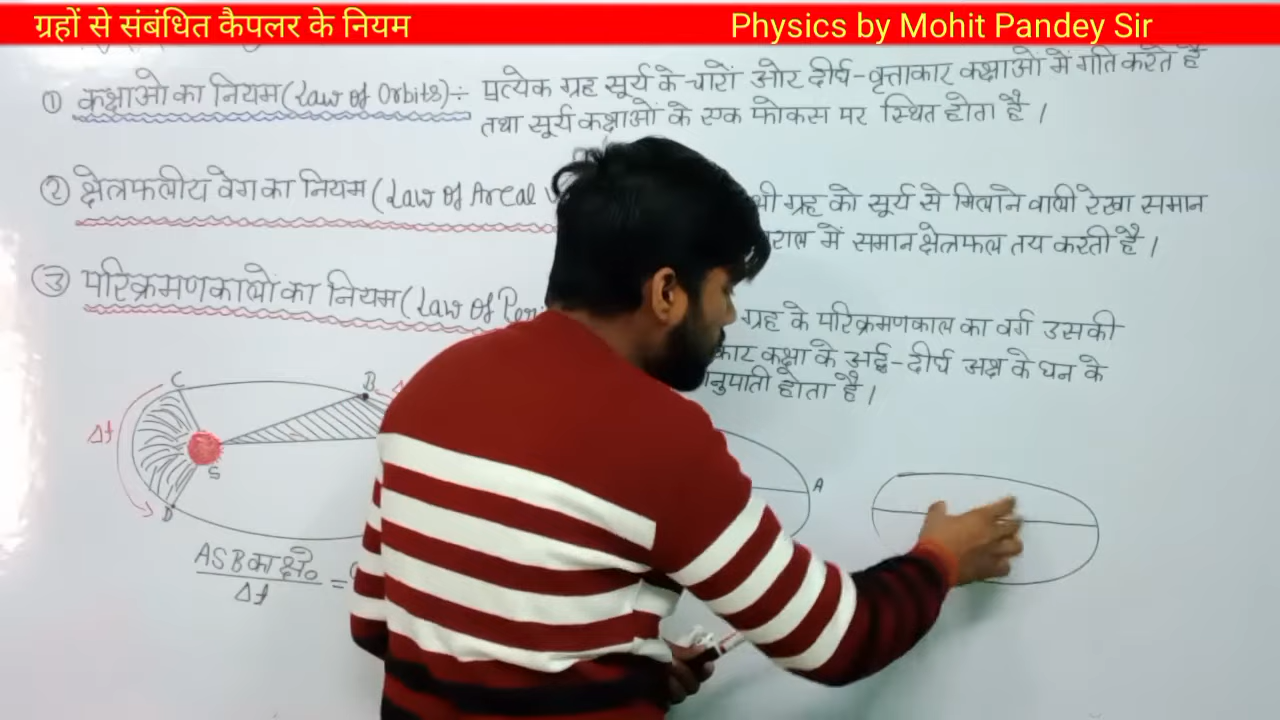 ग्रहों से संबंधित कैपलर के नियम
Physics by Mohit Pandey Sir
① कक्षाओ का नियम (Law of Orbits) ÷ प्रत्येक ग्रह सूर्य के चारों ओर दीर्घ-वृत्ताकार कक्षाओं में गति करते है
तथा सूर्य कक्षाओं के एक फोकस पर स्थित होता है ।
② क्षेत्रफलीय वेग का नियम (Law of Areal ग्रह को सूर्य से मिलाने वाली रेखा समान
में समान क्षेत्रफल तय करती है ।
③ परिक्रमणकालो का नियम (Law of ग्रह के परिक्रमणकाल का वर्ग उसकी
कक्षा के अर्द्ध-दीर्घ अक्ष के घन के
होता है ।
C
B
Δt
S
D
A
ASB का क्षे०
Δt
=